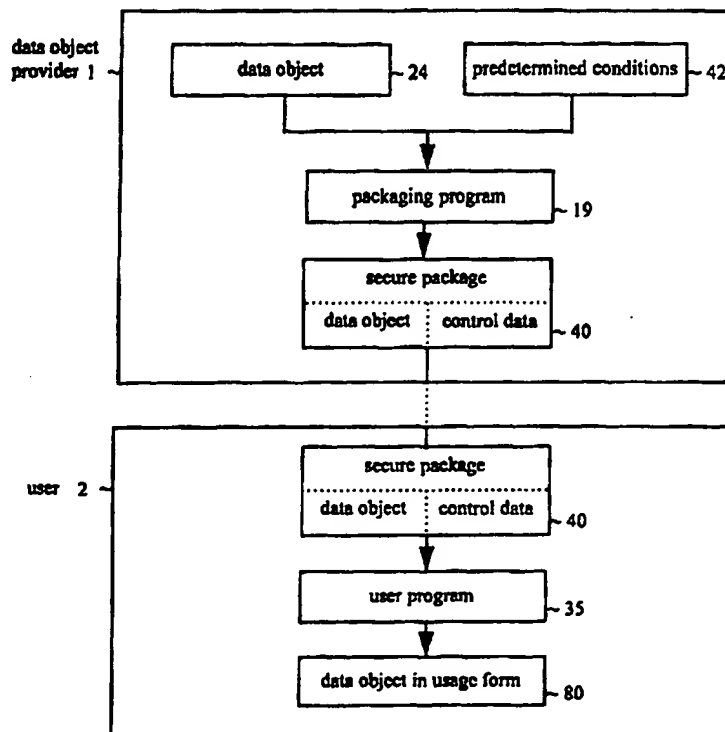 data object
provider 1
data object
24
predetermined conditions
42
packaging program
19
secure package
data object control data
40
user 2
secure package
data object control data
40
user program
35
data object in usage form
80